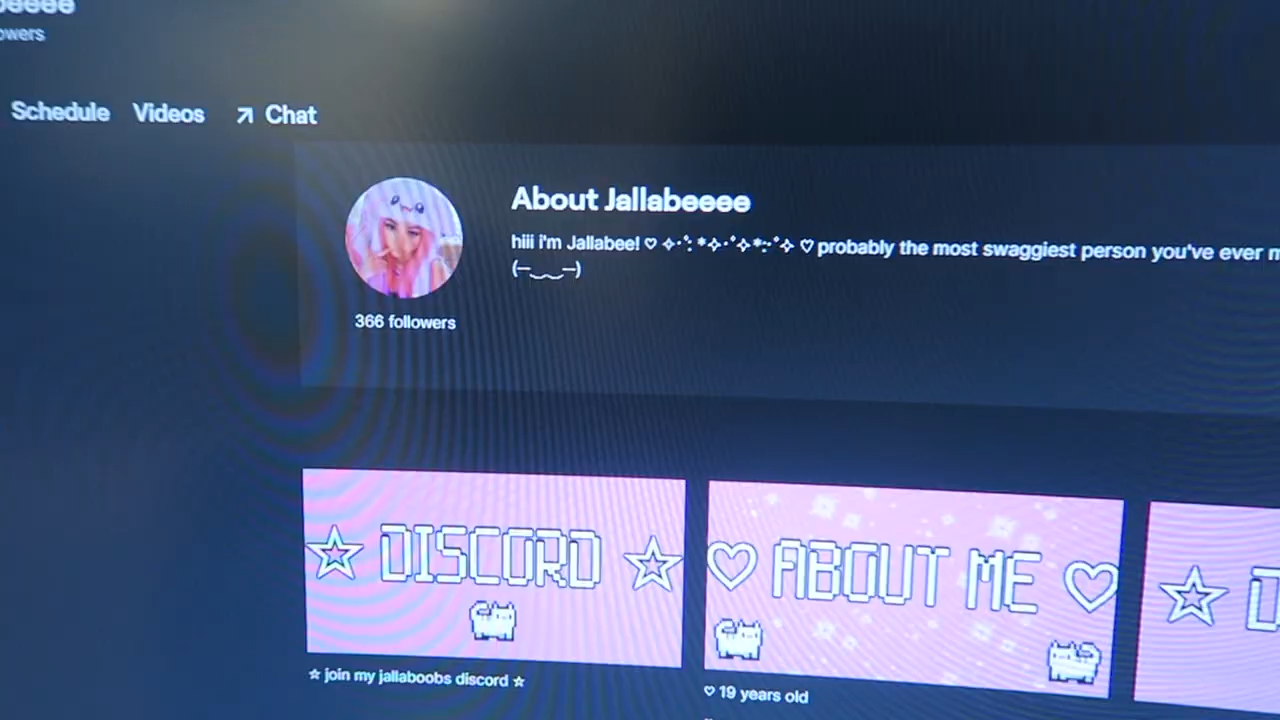 owers
Schedule Videos Chat
About Jallabeeee
hiii i'm Jallabee! ♡ ✧･ﾟ: *✧･ﾟ✧*:･ﾟ✧ ♡ probably the most swaggiest person you've ever m
(─‿‿─)
366 followers
☆ DISCORD ☆
♡ ABOUT ME ♡
☆
☆ join my jallaboobs discord ☆
♡ 19 years old